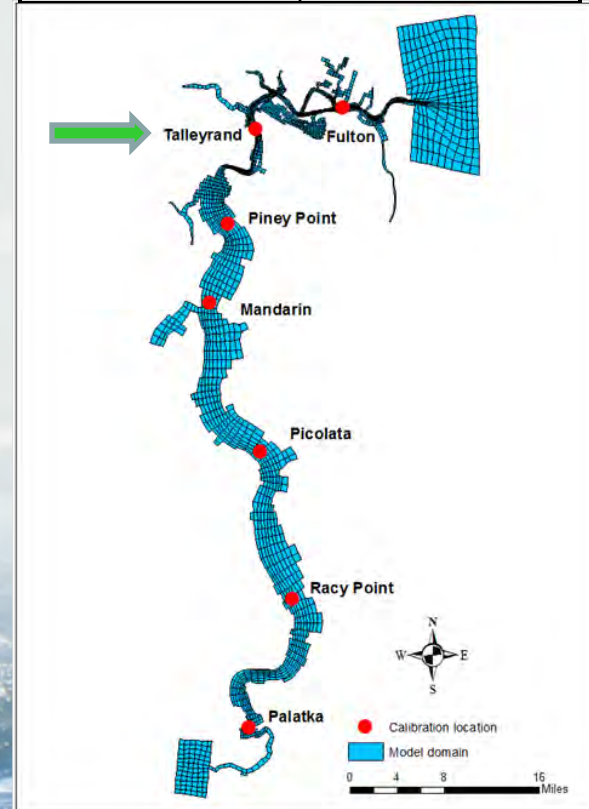 Talleyrand
Fulton
Piney Point
Mandarin
Picolata
Racy Point
Palatka
N
W E
S
Calibration location
Model domain
0 4 8 16
Miles